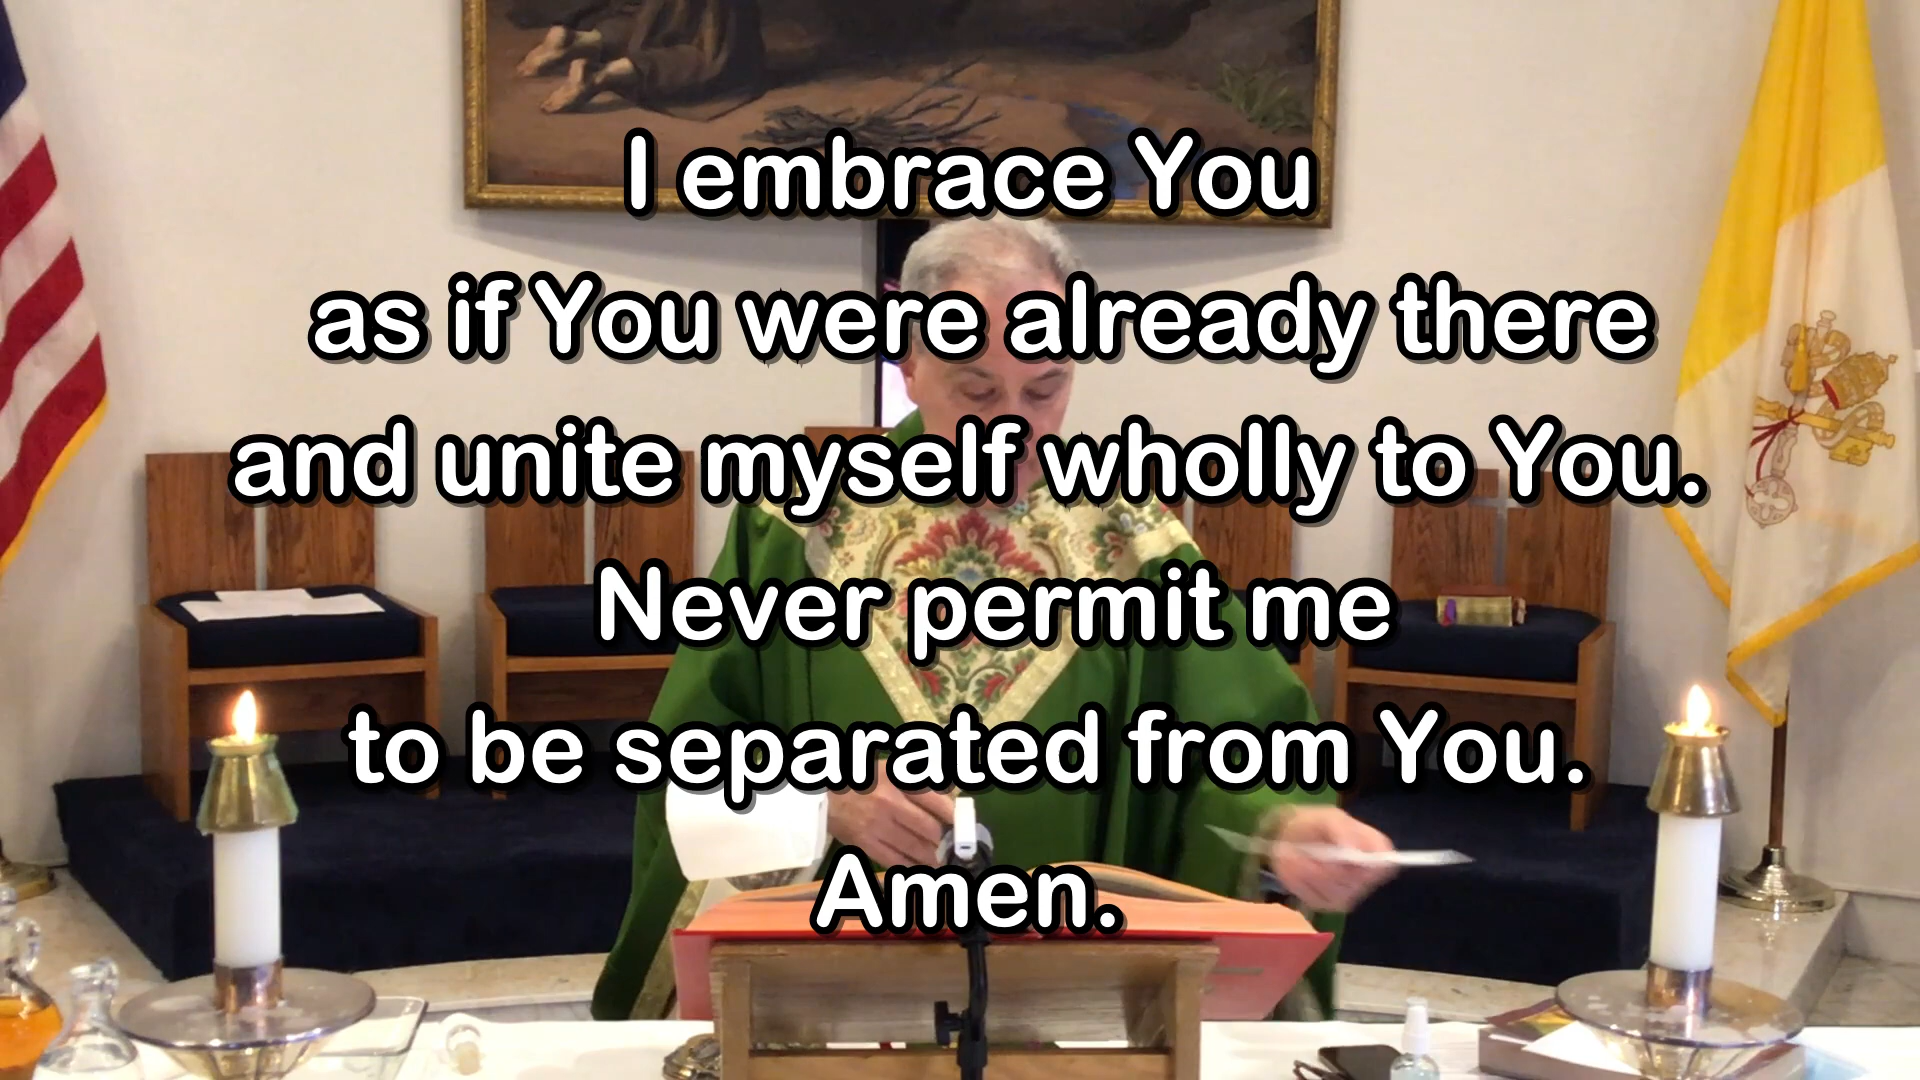 I embrace You
as if You were already there
and unite myself wholly to You.
Never permit me
to be separated from You.
Amen.